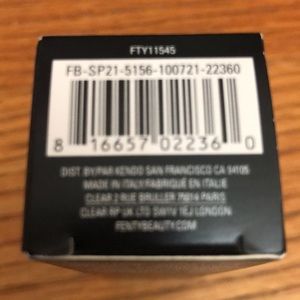 FTY11545
FB-SP21-5156-100721-22360
8 16657 02236 0
DIST. BY/PAR KENDO SAN FRANCISCO CA 94105
MADE IN ITALY/FABRIQUÉ EN ITALIE
CLEAR 2 RUE BRULLER 75014 PARIS
CLEAR RP UK LTD SW1V 1EJ LONDON
FENTYBEAUTY.COM